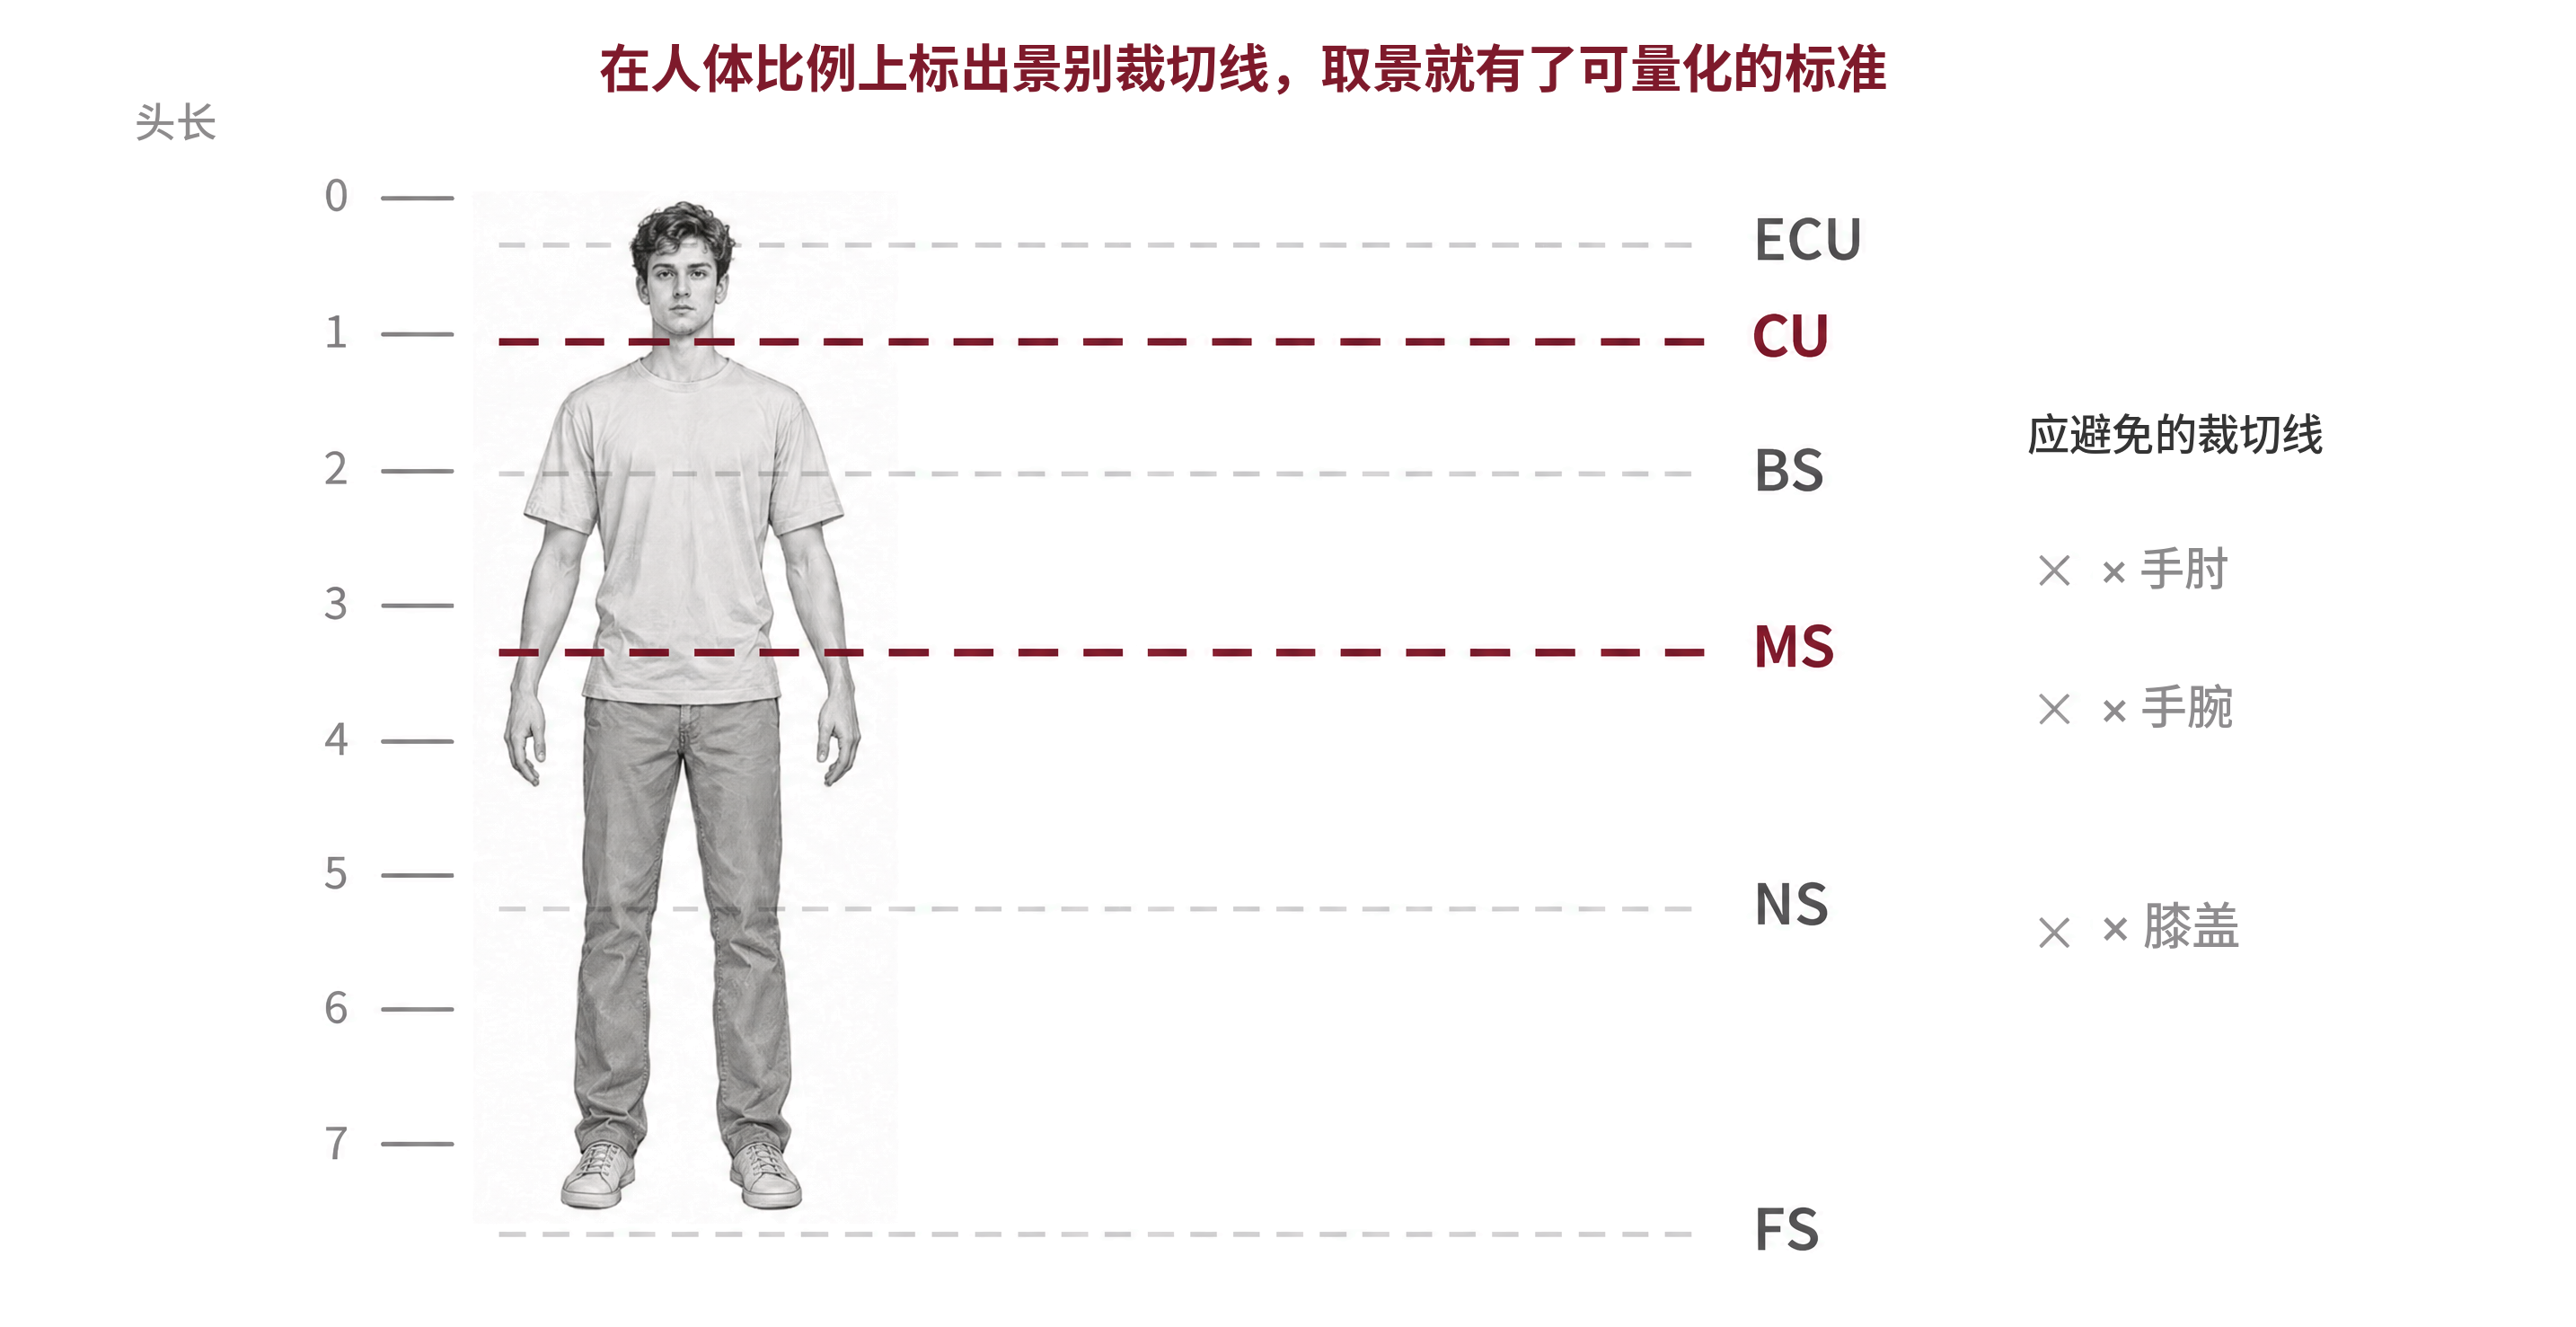 在人体比例上标出景别裁切线，取景就有了可量化的标准
头长
0
ECU
1
CU
应避免的裁切线
2
BS
× × 手肘
3
MS
× × 手腕
4
5
NS
× × 膝盖
6
7
FS